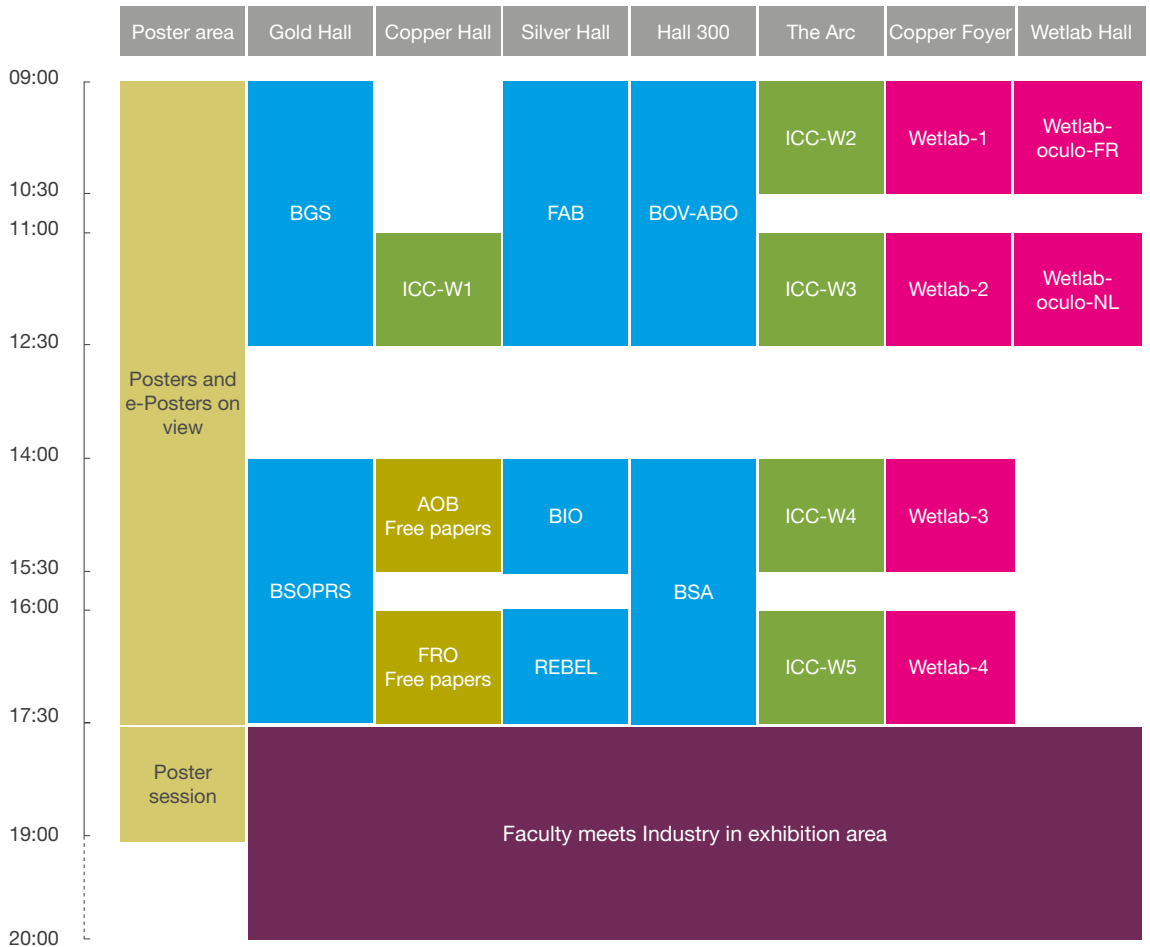 Poster area
Gold Hall
Copper Hall
Silver Hall
Hall 300
The Arc
Copper Foyer
Wetlab Hall
09:00
ICC-W2
Wetlab-1
Wetlab-
oculo-FR
10:30
BGS
FAB
BOV-ABO
11:00
ICC-W1
ICC-W3
Wetlab-2
Wetlab-
oculo-NL
12:30
Posters and
e-Posters on
view
14:00
AOB
Free papers
BIO
ICC-W4
Wetlab-3
15:30
BSOPRS
BSA
16:00
FRO
Free papers
REBEL
ICC-W5
Wetlab-4
17:30
Poster
session
19:00
Faculty meets Industry in exhibition area
20:00